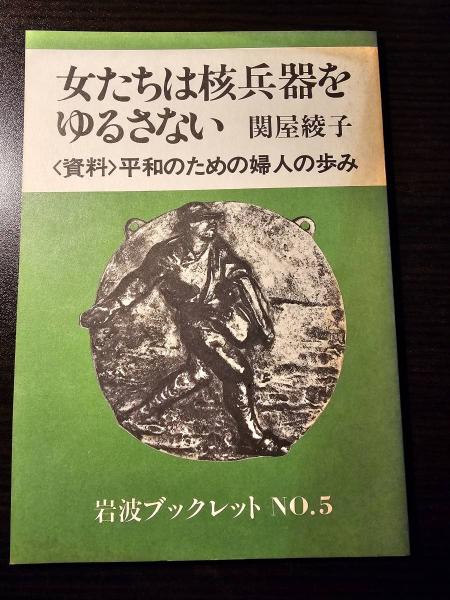 女たちは核兵器を
ゆるさない 関屋綾子
〈資料〉平和のための婦人の歩み
岩波ブックレット NO.5